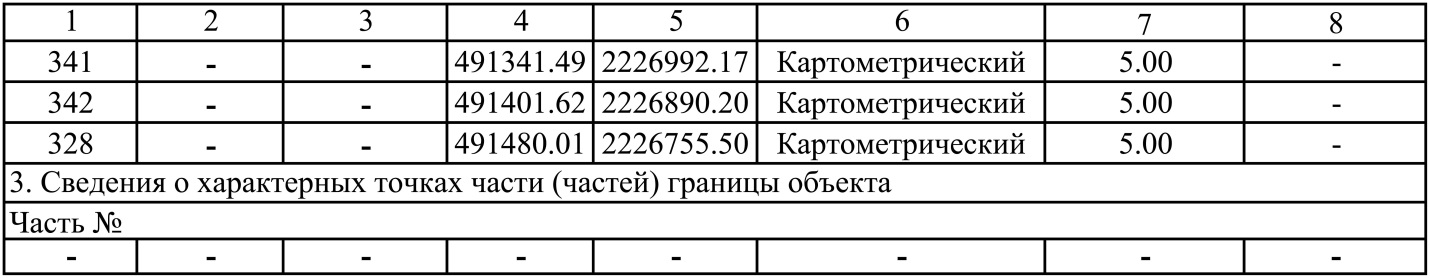 1 2 3 4 5 6 7 8
341 - - 491341.49 2226992.17 Картометрический 5.00 -
342 - - 491401.62 2226890.20 Картометрический 5.00 -
328 - - 491480.01 2226755.50 Картометрический 5.00 -
3. Сведения о характерных точках части (частей) границы объекта
Часть №
- - - - - - - -